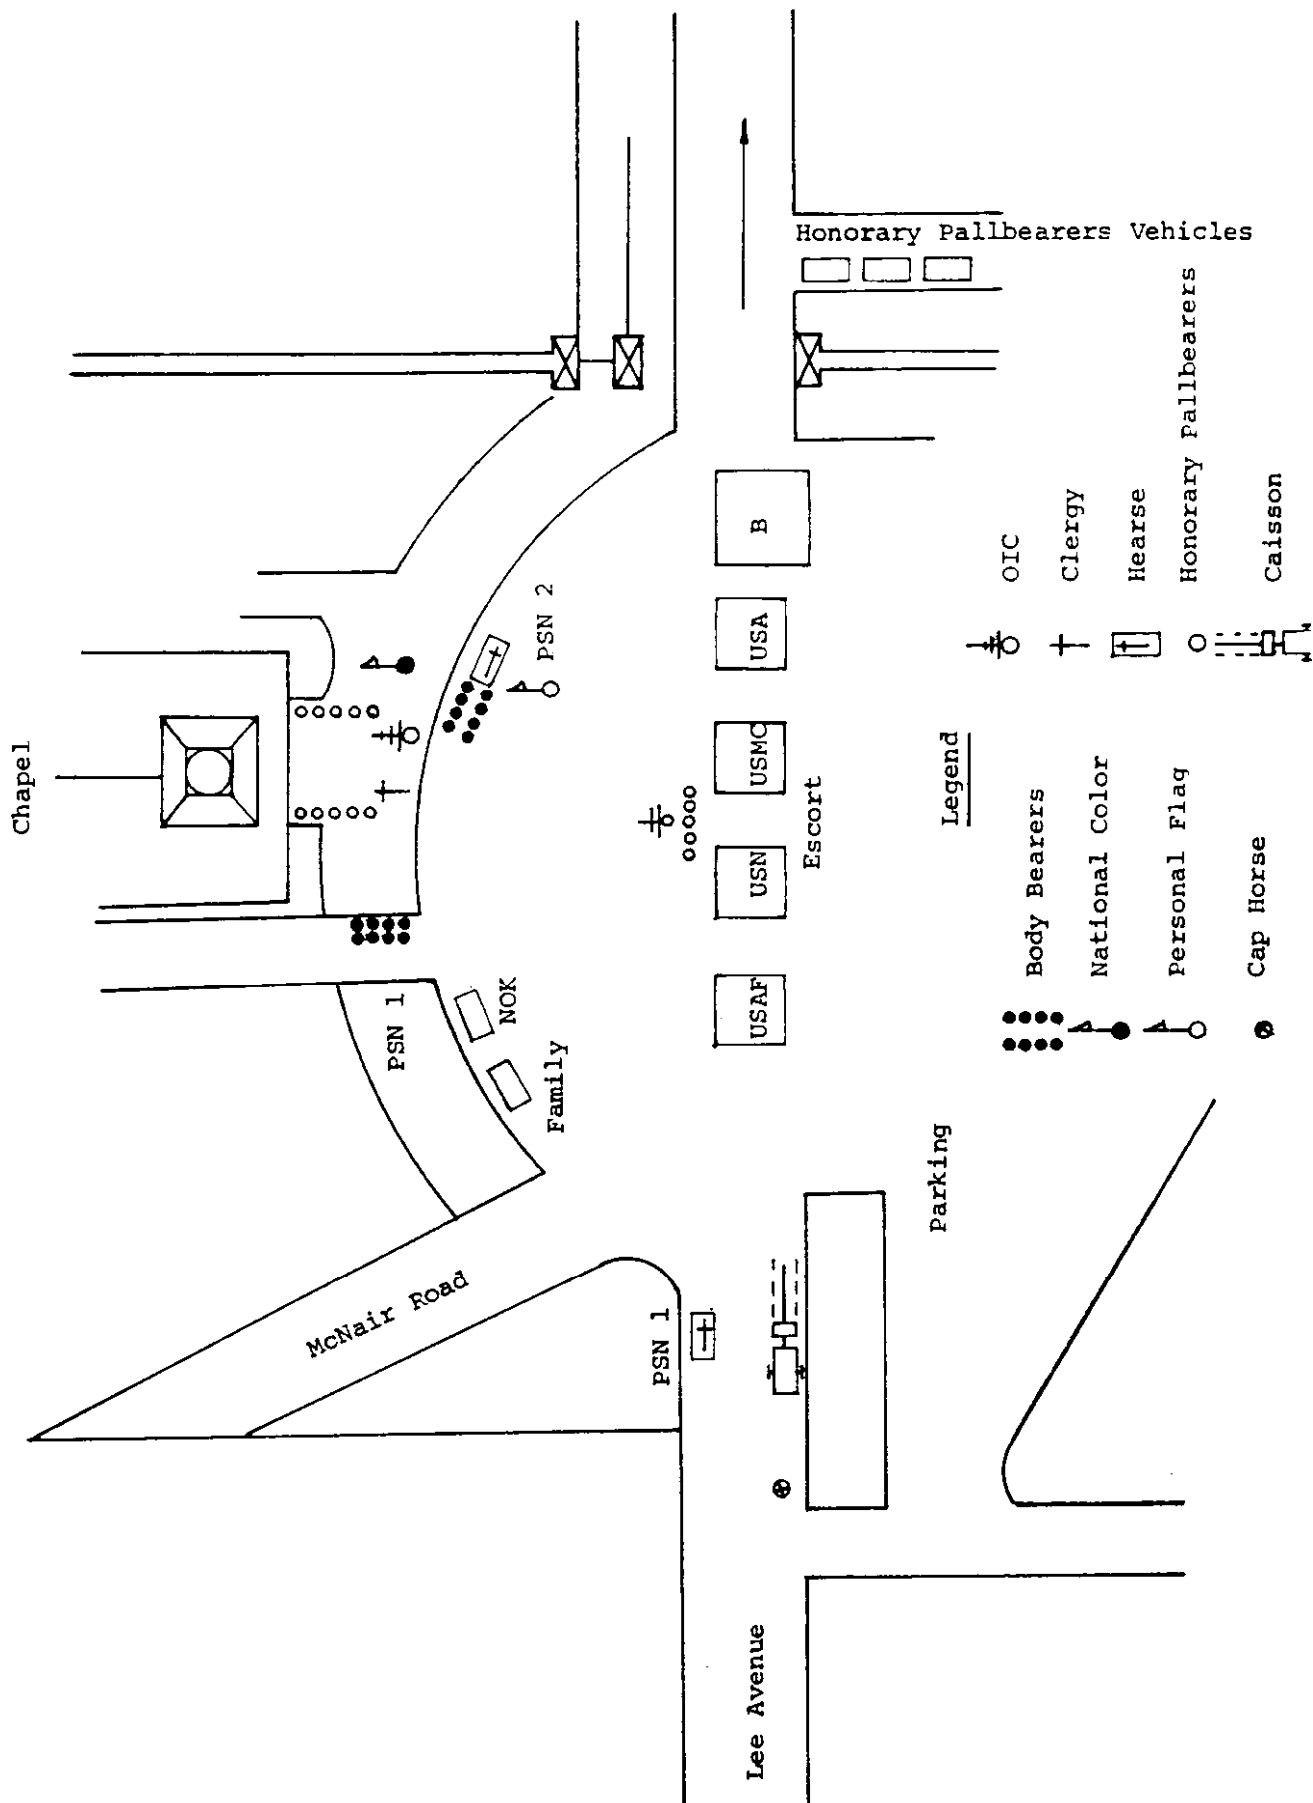 Chapel
Honorary Pallbearers Vehicles
PSN 2
B
USA
USMC
USN
USAF
Escort
PSN 1
NOK
Family
McNair Road
PSN 1
Parking
Lee Avenue
Legend
Body Bearers
National Color
Personal Flag
Cap Horse
OIC
Clergy
Hearse
Honorary Pallbearers
Caisson